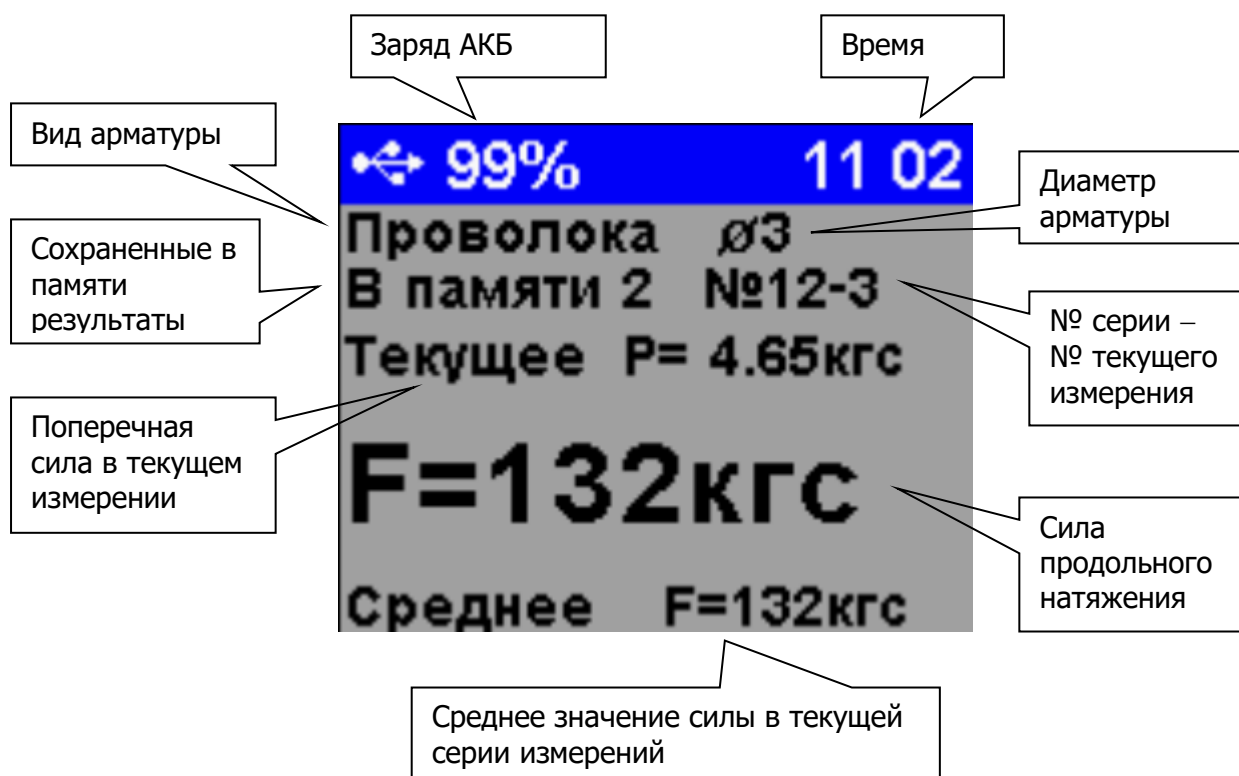 Заряд АКБ
Время
Вид арматуры
99% 11 02
Диаметр
арматуры
Проволока ø3
Сохраненные в
памяти
результаты
В памяти 2 №12-3
№ серии –
№ текущего
измерения
Текущее P= 4.65кгс
Поперечная
сила в текущем
измерении
F=132кгс
Сила
продольного
натяжения
Среднее F=132кгс
Среднее значение силы в текущей
серии измерений